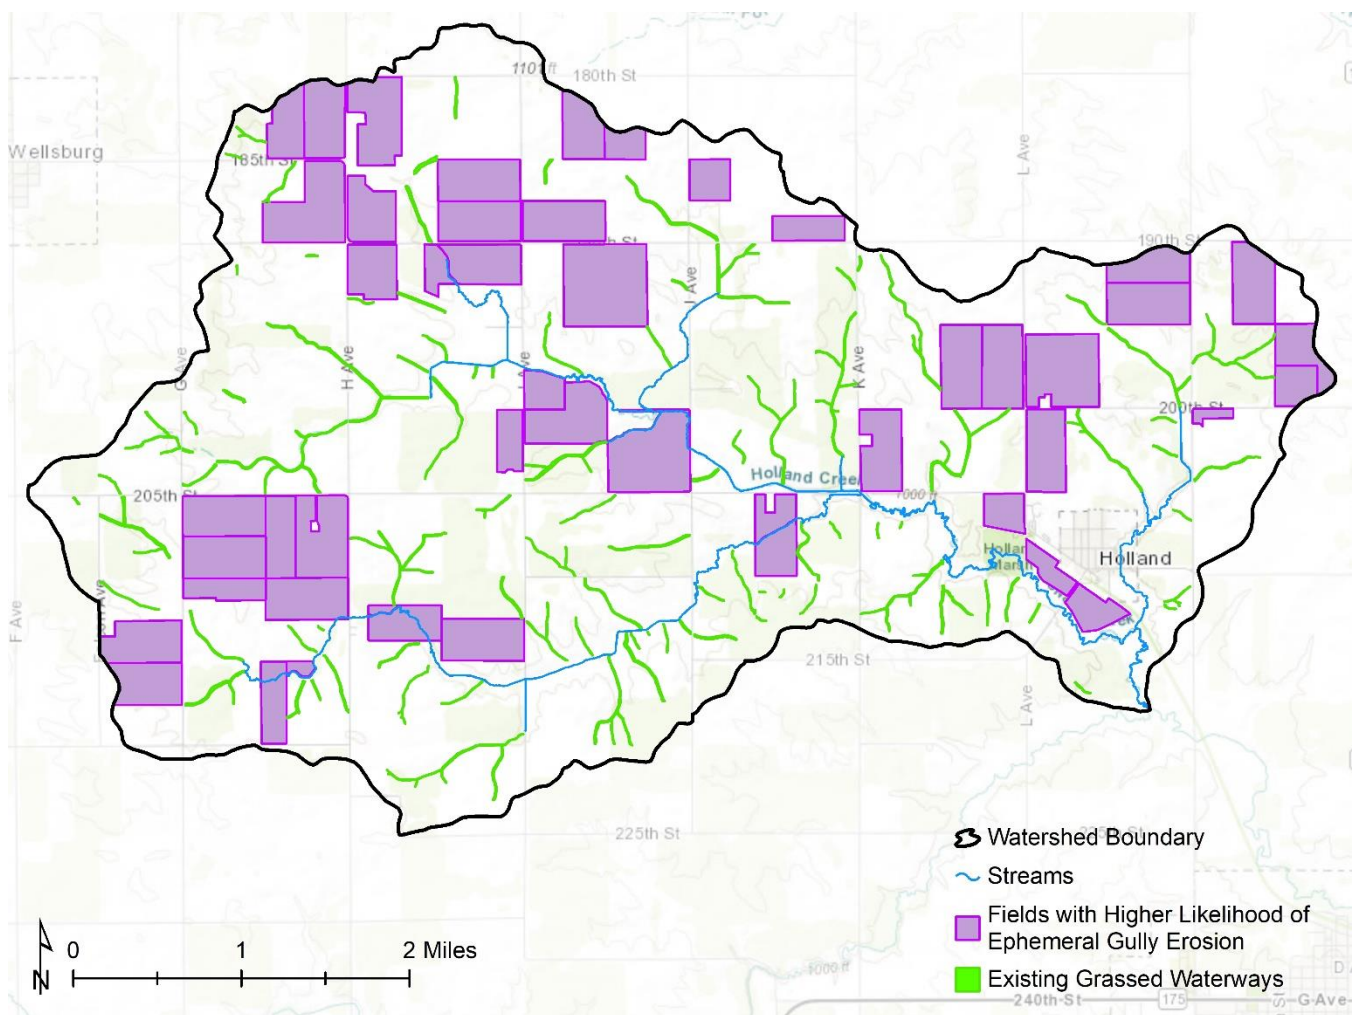 1101 ft
180th St
Wellsburg
185th St
L Ave
190th St
I Ave
G Ave
H Ave
K Ave
200th St
205th St
Holland Creek
1000 ft
Holland
F Ave
215th St
L Ave
225th St
Watershed Boundary
Streams
Fields with Higher Likelihood of
Ephemeral Gully Erosion
Existing Grassed Waterways
N
0 1 2 Miles
1000 ft
240th St
175
G Ave